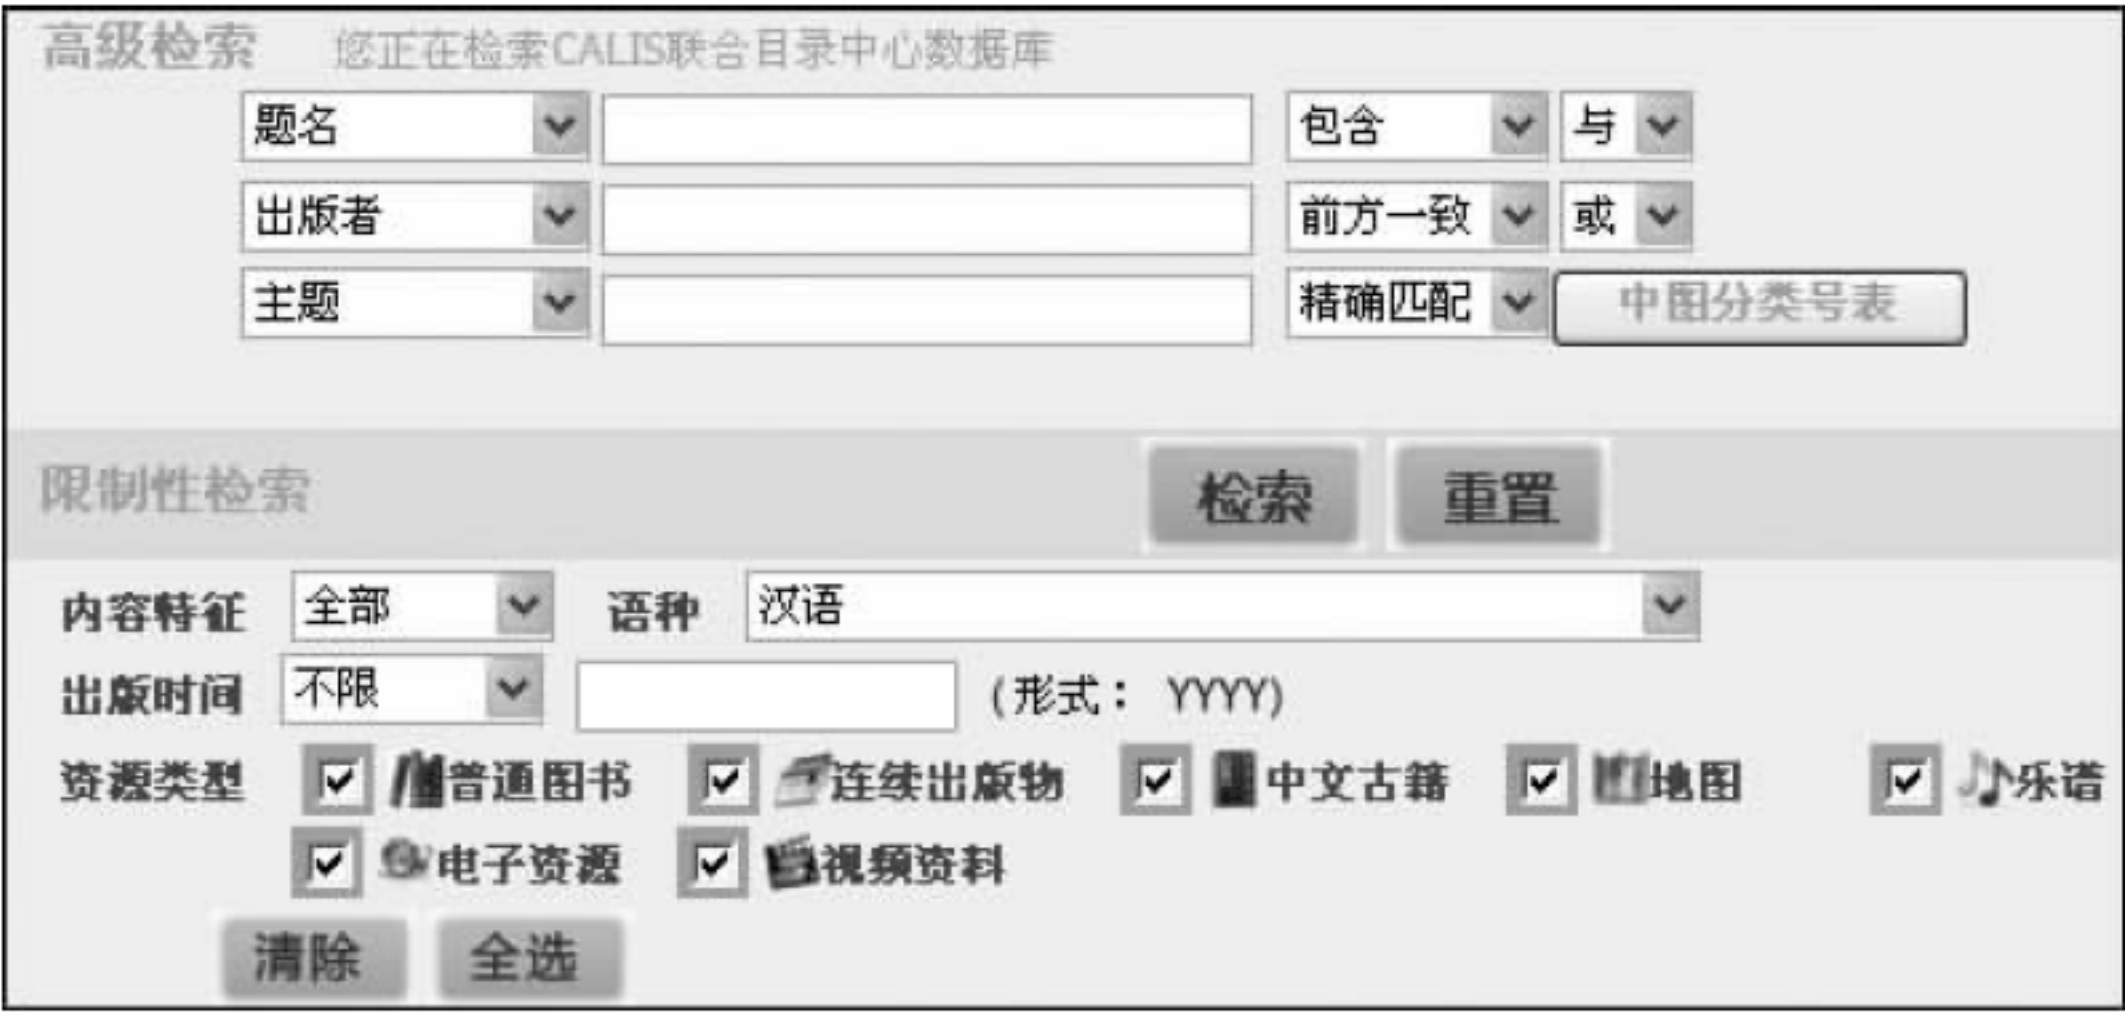 高级检索 您正在检索CALIS联合目录中心数据库
题名 包含 与
出版者 前方一致 或
主题 精确匹配 中图分类号表
限制性检索 检索 重置
内容特征 全部 语种 汉语
出版时间 不限 (形式： YYYY)
资源类型 普通图书 连续出版物 中文古籍 地图 乐谱
电子资源 视频资料
清除 全选